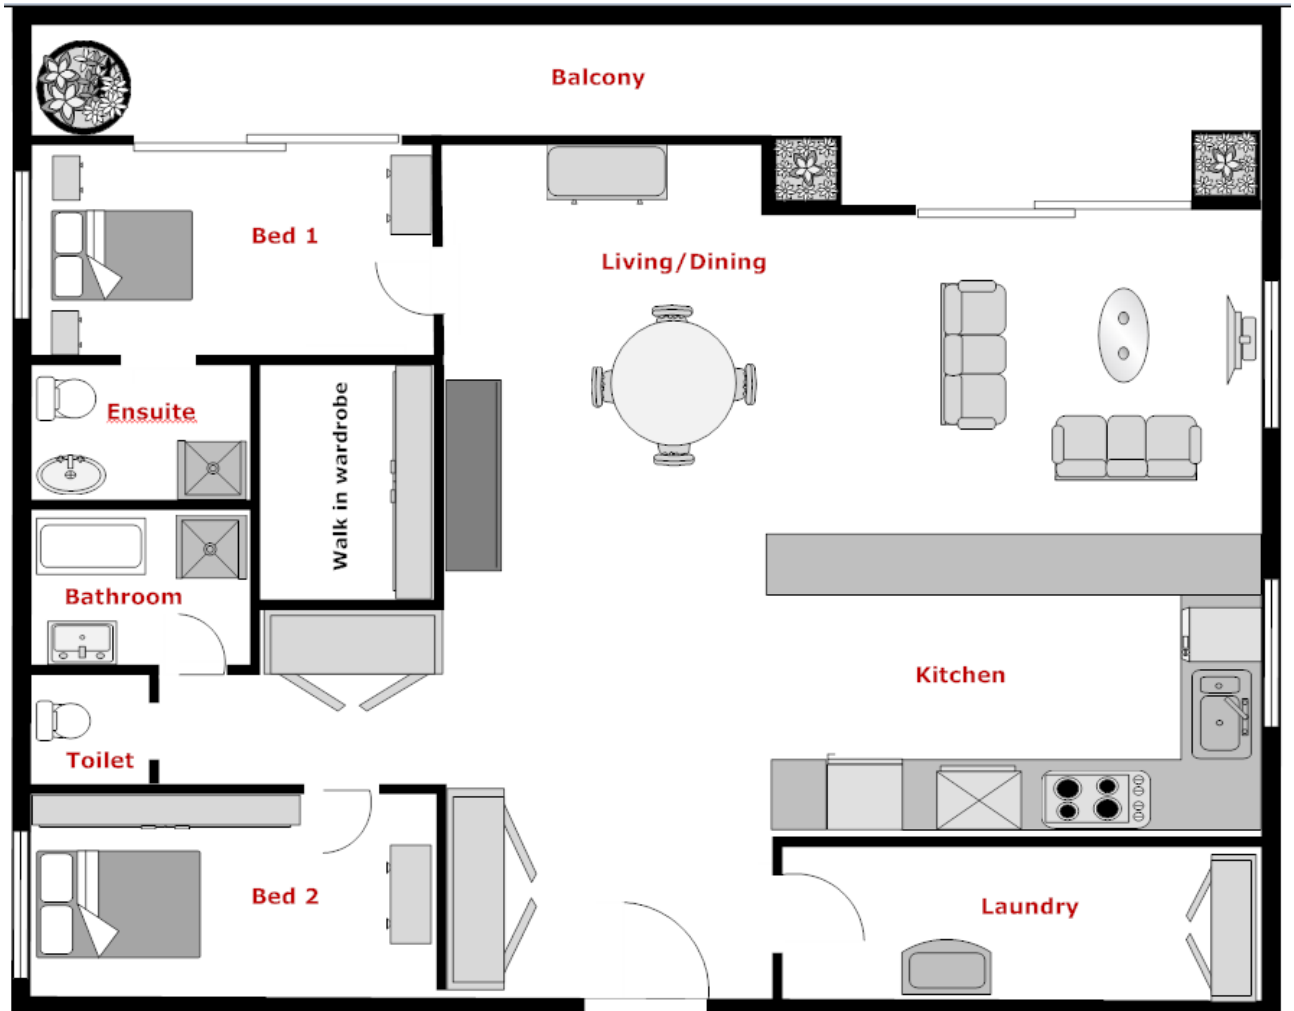 Balcony
Bed 1
Living/Dining
Ensuite
Walk in wardrobe
Bathroom
Kitchen
Toilet
Bed 2
Laundry